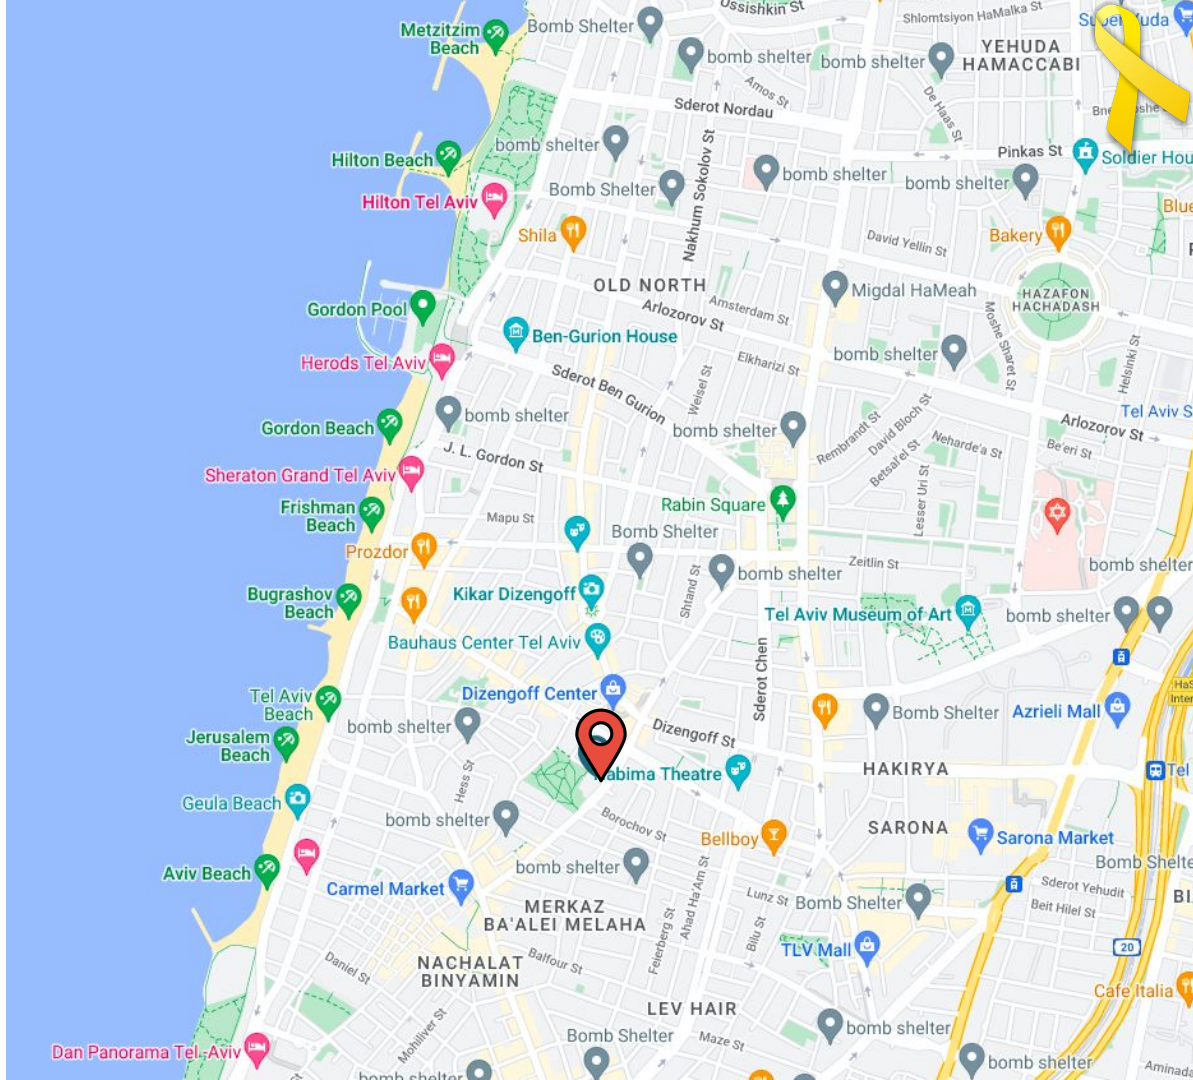 Ussishkin St
Shlomtsiyon HaMalka St
Metzitzim
Beach
Bomb Shelter
YEHUDA
HAMACCABI
bomb shelter
bomb shelter
Amos St
De Haas St
Sderot Nordau
bomb shelter
Pinkas St
Soldier Hou
Hilton Beach
Nakhum Sokolov St
bomb shelter
bomb shelter
Bomb Shelter
Hilton Tel Aviv
Blue
Shila
David Yellin St
Bakery
OLD NORTH
Migdal HaMeah
HAZAFON
HACHADASH
Gordon Pool
Arlozorov St
Amsterdam St
Moshe Sharet St
Ben-Gurion House
bomb shelter
Helsinki St
Herods Tel Aviv
Elkharizi St
Sderot Ben Gurion
Weisel St
bomb shelter
Tel Aviv S
Gordon Beach
bomb shelter
Rembrandt St
David Bloch St
Betsal'el St
Neharde'a St
Arlozorov St
Be'eri St
J. L. Gordon St
Sheraton Grand Tel Aviv
Lesser Uri St
Rabin Square
Frishman
Beach
Mapu St
Bomb Shelter
Prozdor
Zeitlin St
bomb shelter
bomb shelter
Shtand St
Bugrashov
Beach
Kikar Dizengoff
Tel Aviv Museum of Art
bomb shelter
Bauhaus Center Tel Aviv
Sderot Chen
Dizengoff Center
Tel Aviv
Beach
bomb shelter
Bomb Shelter
Azrieli Mall
HaS
Inter
Dizengoff St
Jerusalem
Beach
abima Theatre
HAKIRYA
Tel
Hess St
Geula Beach
bomb shelter
Borochov St
SARONA
Bellboy
Sarona Market
Bomb Shelte
Aviv Beach
bomb shelter
Carmel Market
Ahad Ha'Am St
Lunz St
Bomb Shelter
Sderot Yehudit
Beit Hilel St
BI
MERKAZ
BA'ALEI MELAHA
Feierberg St
Bilu St
TLV Mall
20
Daniel St
NACHALAT
BINYAMIN
Balfour St
Cafe Italia
LEV HAIR
Mohiliver St
Bomb Shelter
Maze St
bomb shelter
Dan Panorama Tel -Aviv
bomb shelter
bomb shelter
Aminada